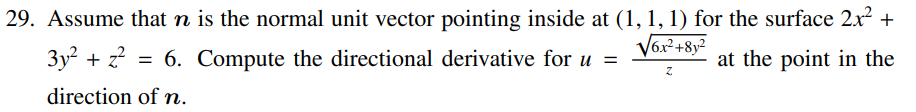 29. Assume that n is the normal unit vector pointing inside at (1, 1, 1) for the surface 2x² +
3y² + z² = 6. Compute the directional derivative for u = √(6x²+8y²)/z at the point in the
direction of n.